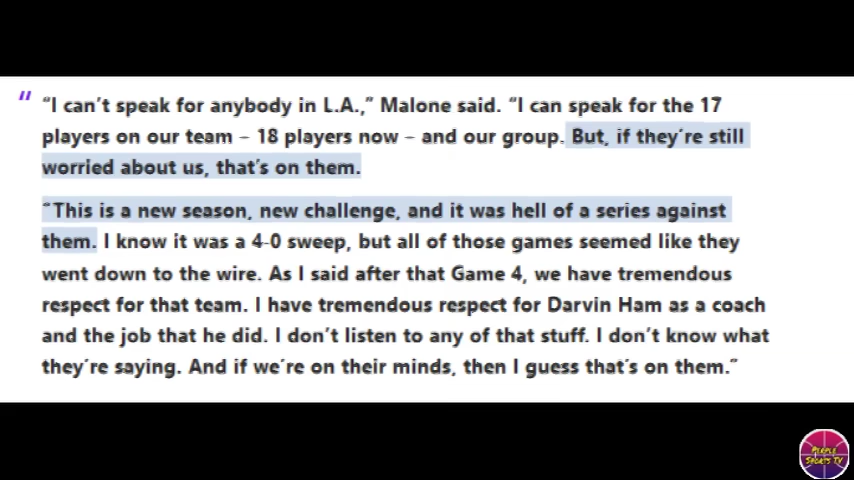 “
“I can’t speak for anybody in L.A.,” Malone said. “I can speak for the 17
players on our team – 18 players now – and our group. But, if they’re still
worried about us, that’s on them.
“This is a new season, new challenge, and it was hell of a series against
them. I know it was a 4-0 sweep, but all of those games seemed like they
went down to the wire. As I said after that Game 4, we have tremendous
respect for that team. I have tremendous respect for Darvin Ham as a coach
and the job that he did. I don’t listen to any of that stuff. I don’t know what
they’re saying. And if we’re on their minds, then I guess that’s on them.”
SPORTS TV